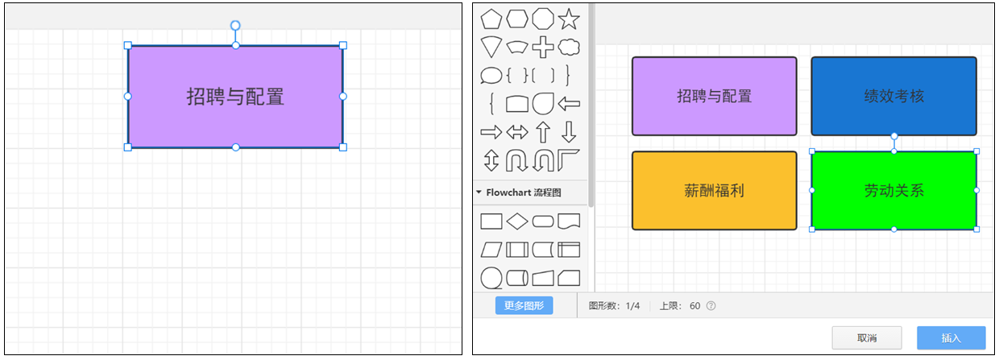 招聘与配置
招聘与配置
绩效考核
薪酬福利
劳动关系
Flowchart 流程图
更多图形
图形数： 1/4 上限： 60 ?
取消
插入